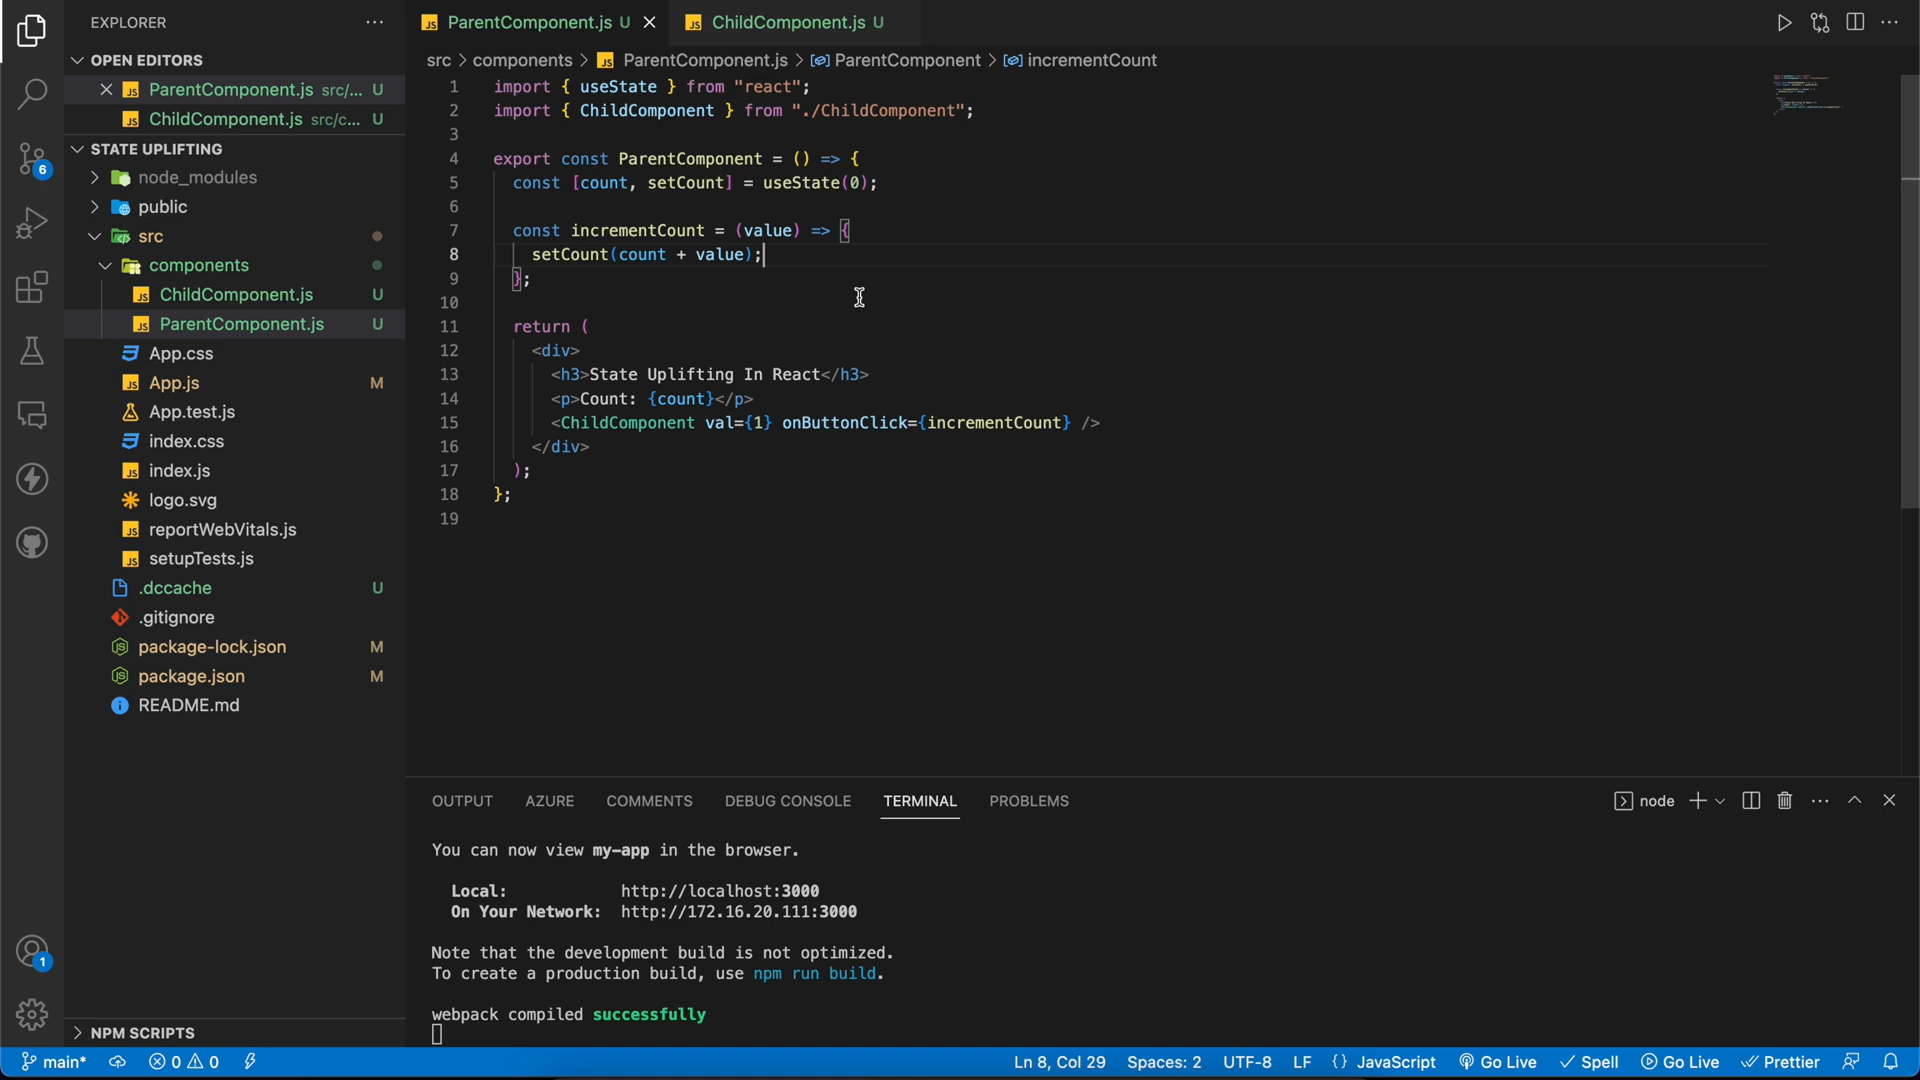 EXPLORER
OPEN EDITORS
ParentComponent.js src/... U
ChildComponent.js src/c... U
STATE UPLIFTING
node_modules
public
src
components
ChildComponent.js U
ParentComponent.js U
App.css
App.js M
App.test.js
index.css
index.js
logo.svg
reportWebVitals.js
setupTests.js
.dccache U
.gitignore
package-lock.json M
package.json M
README.md
NPM SCRIPTS
6
1
JS ParentComponent.js U
JS ChildComponent.js U
src > components > JS ParentComponent.js > ParentComponent > incrementCount
1 import { useState } from "react";
2 import { ChildComponent } from "./ChildComponent";
3
4 export const ParentComponent = () => {
5 const [count, setCount] = useState(0);
6
7 const incrementCount = (value) => {
8 setCount(count + value);
9 };
10
11 return (
12 <div>
13 <h3>State Uplifting In React</h3>
14 <p>Count: {count}</p>
15 <ChildComponent val={1} onButtonClick={incrementCount} />
16 </div>
17 );
18 };
19
OUTPUT AZURE COMMENTS DEBUG CONSOLE TERMINAL PROBLEMS
node
You can now view my-app in the browser.
Local: http://localhost:3000
On Your Network: http://172.16.20.111:3000
Note that the development build is not optimized.
To create a production build, use npm run build.
webpack compiled successfully
main* 0 0 Ln 8, Col 29 Spaces: 2 UTF-8 LF {} JavaScript Go Live Spell Go Live Prettier